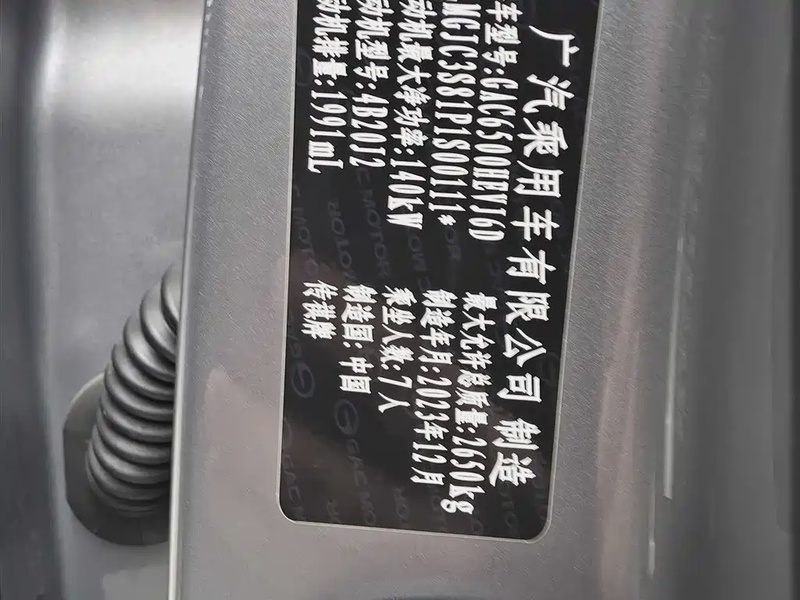 广汽乘用车有限公司 制造
车型号:GAC6500HEVJ6D 最大允许总质量:2650kg
MGJC3S81P1S00111* 制造年月:2023年12月
动机最大净功率:140kW 乘坐人数:7人
动机型号:4B20J2 制造国:中国
动机排量:1991mL 传祺牌